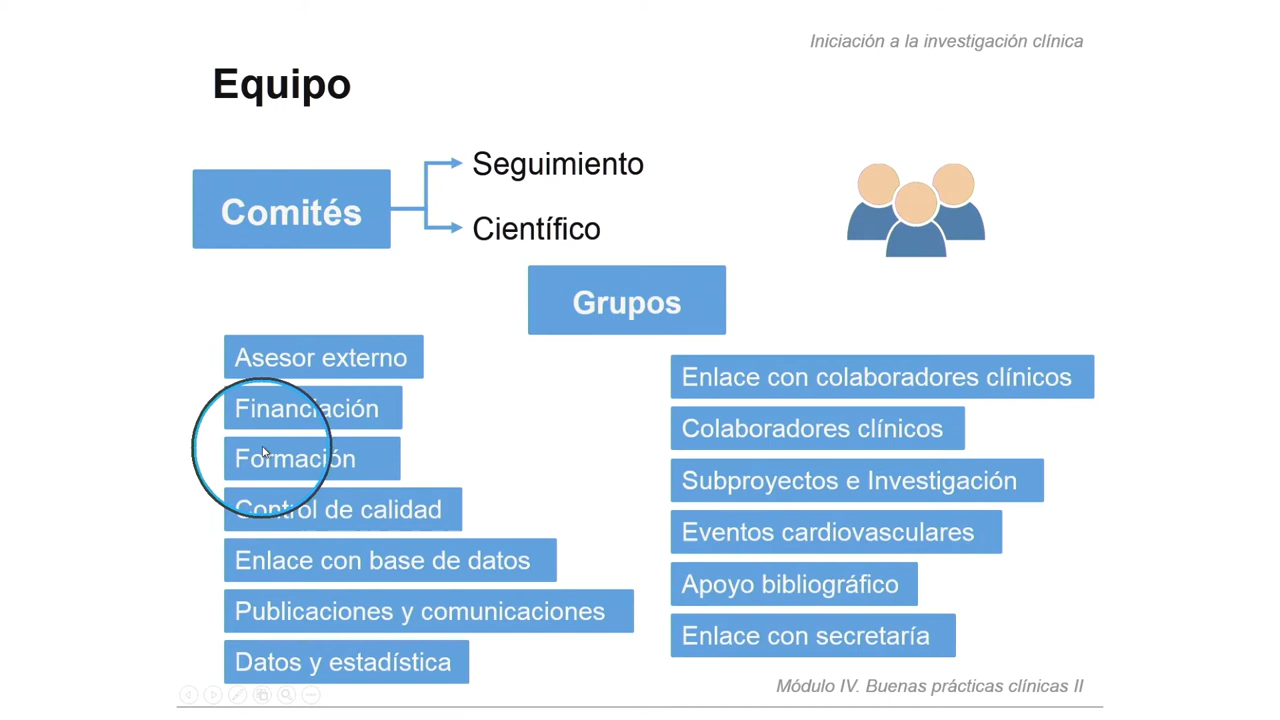 Iniciación a la investigación clínica
Equipo
Comités
Seguimiento
Científico
Grupos
Asesor externo
Financiación
Formación
Control de calidad
Enlace con base de datos
Publicaciones y comunicaciones
Datos y estadística
Enlace con colaboradores clínicos
Colaboradores clínicos
Subproyectos e Investigación
Eventos cardiovasculares
Apoyo bibliográfico
Enlace con secretaría
Módulo IV. Buenas prácticas clínicas II